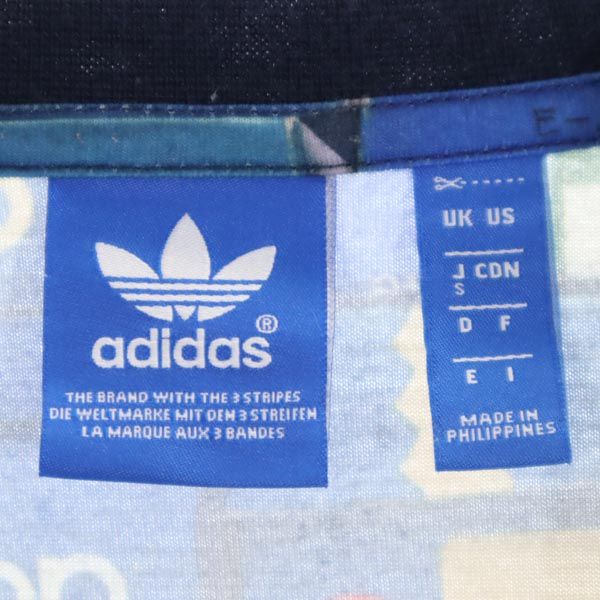 E-
adidas®
THE BRAND WITH THE 3 STRIPES
DIE WELTMARKE MIT DEN 3 STREIFEN
LA MARQUE AUX 3 BANDES
UK US
J S CDN
D F
E I
MADE IN
PHILIPPINES
op